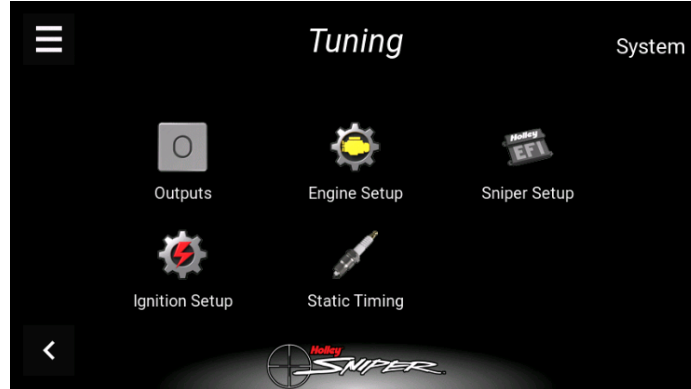 Tuning
System
O
Holley
EFI
Outputs
Engine Setup
Sniper Setup
Ignition Setup
Static Timing
Holley
SNIPER